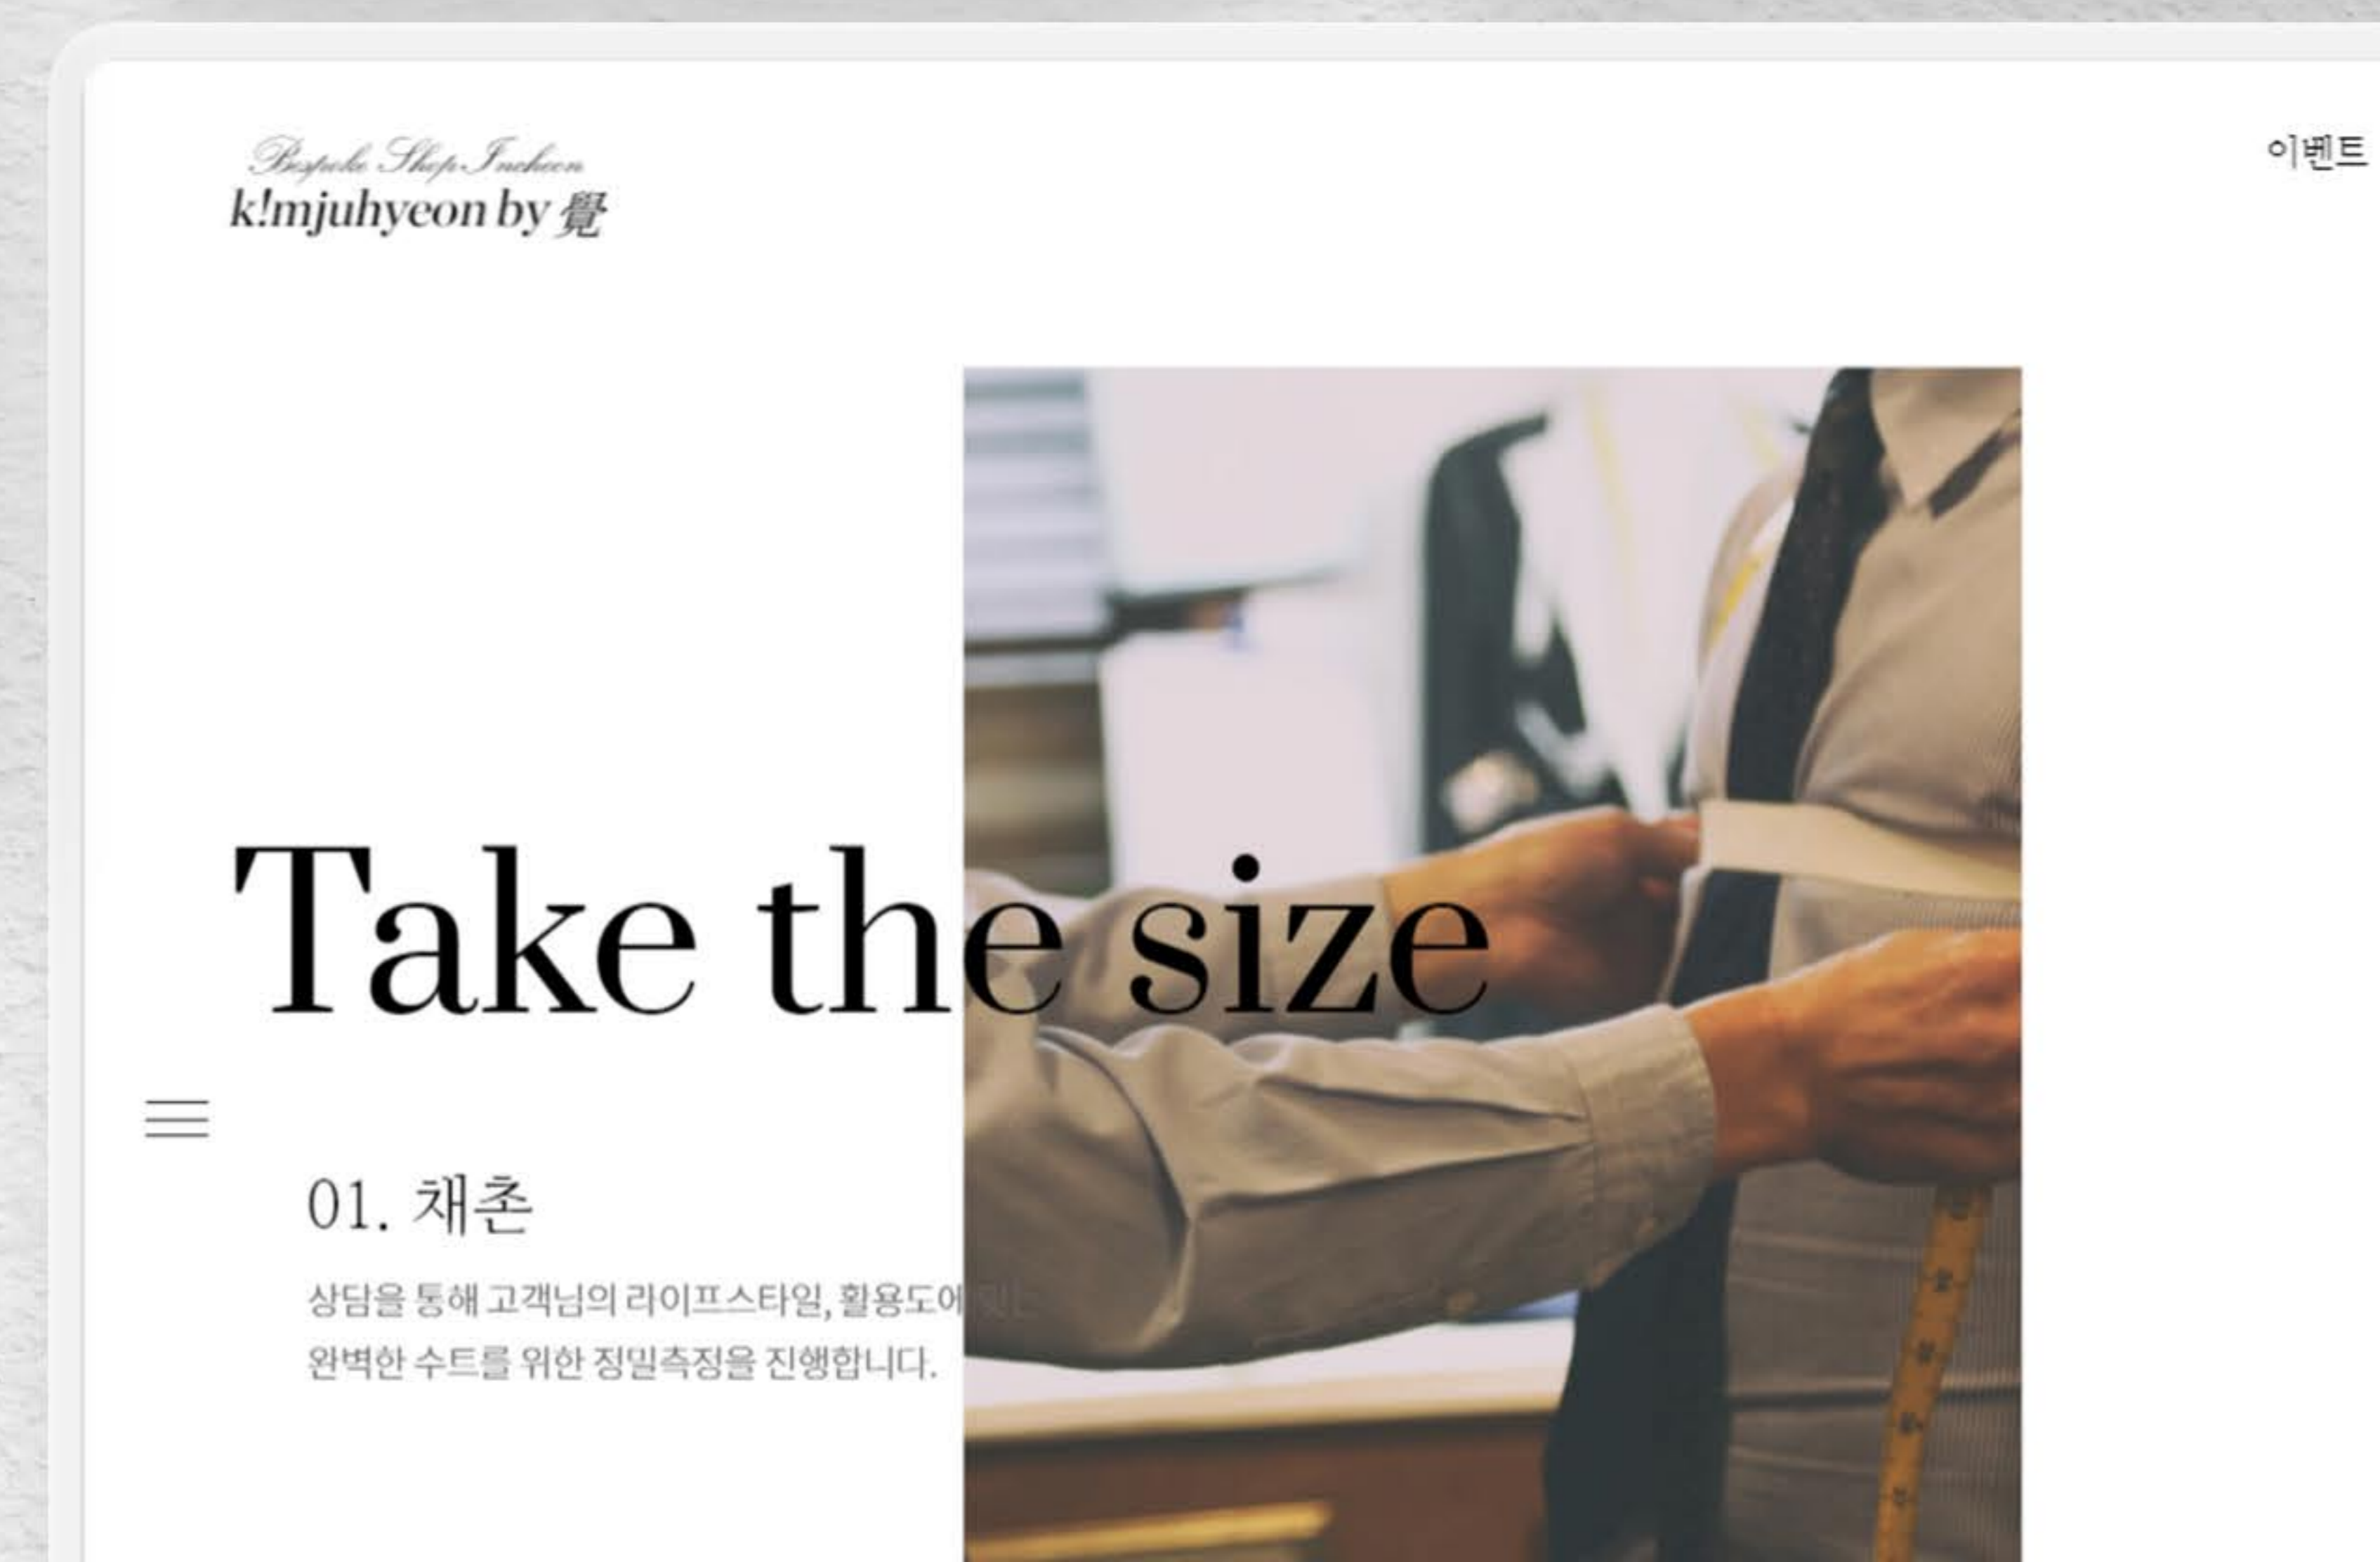 Bespoke Shop Incheon
k!mjuhyeon by 覺
이벤트
Take the size
01. 채촌
상담을 통해 고객님의 라이프스타일, 활용도에
완벽한 수트를 위한 정밀측정을 진행합니다.